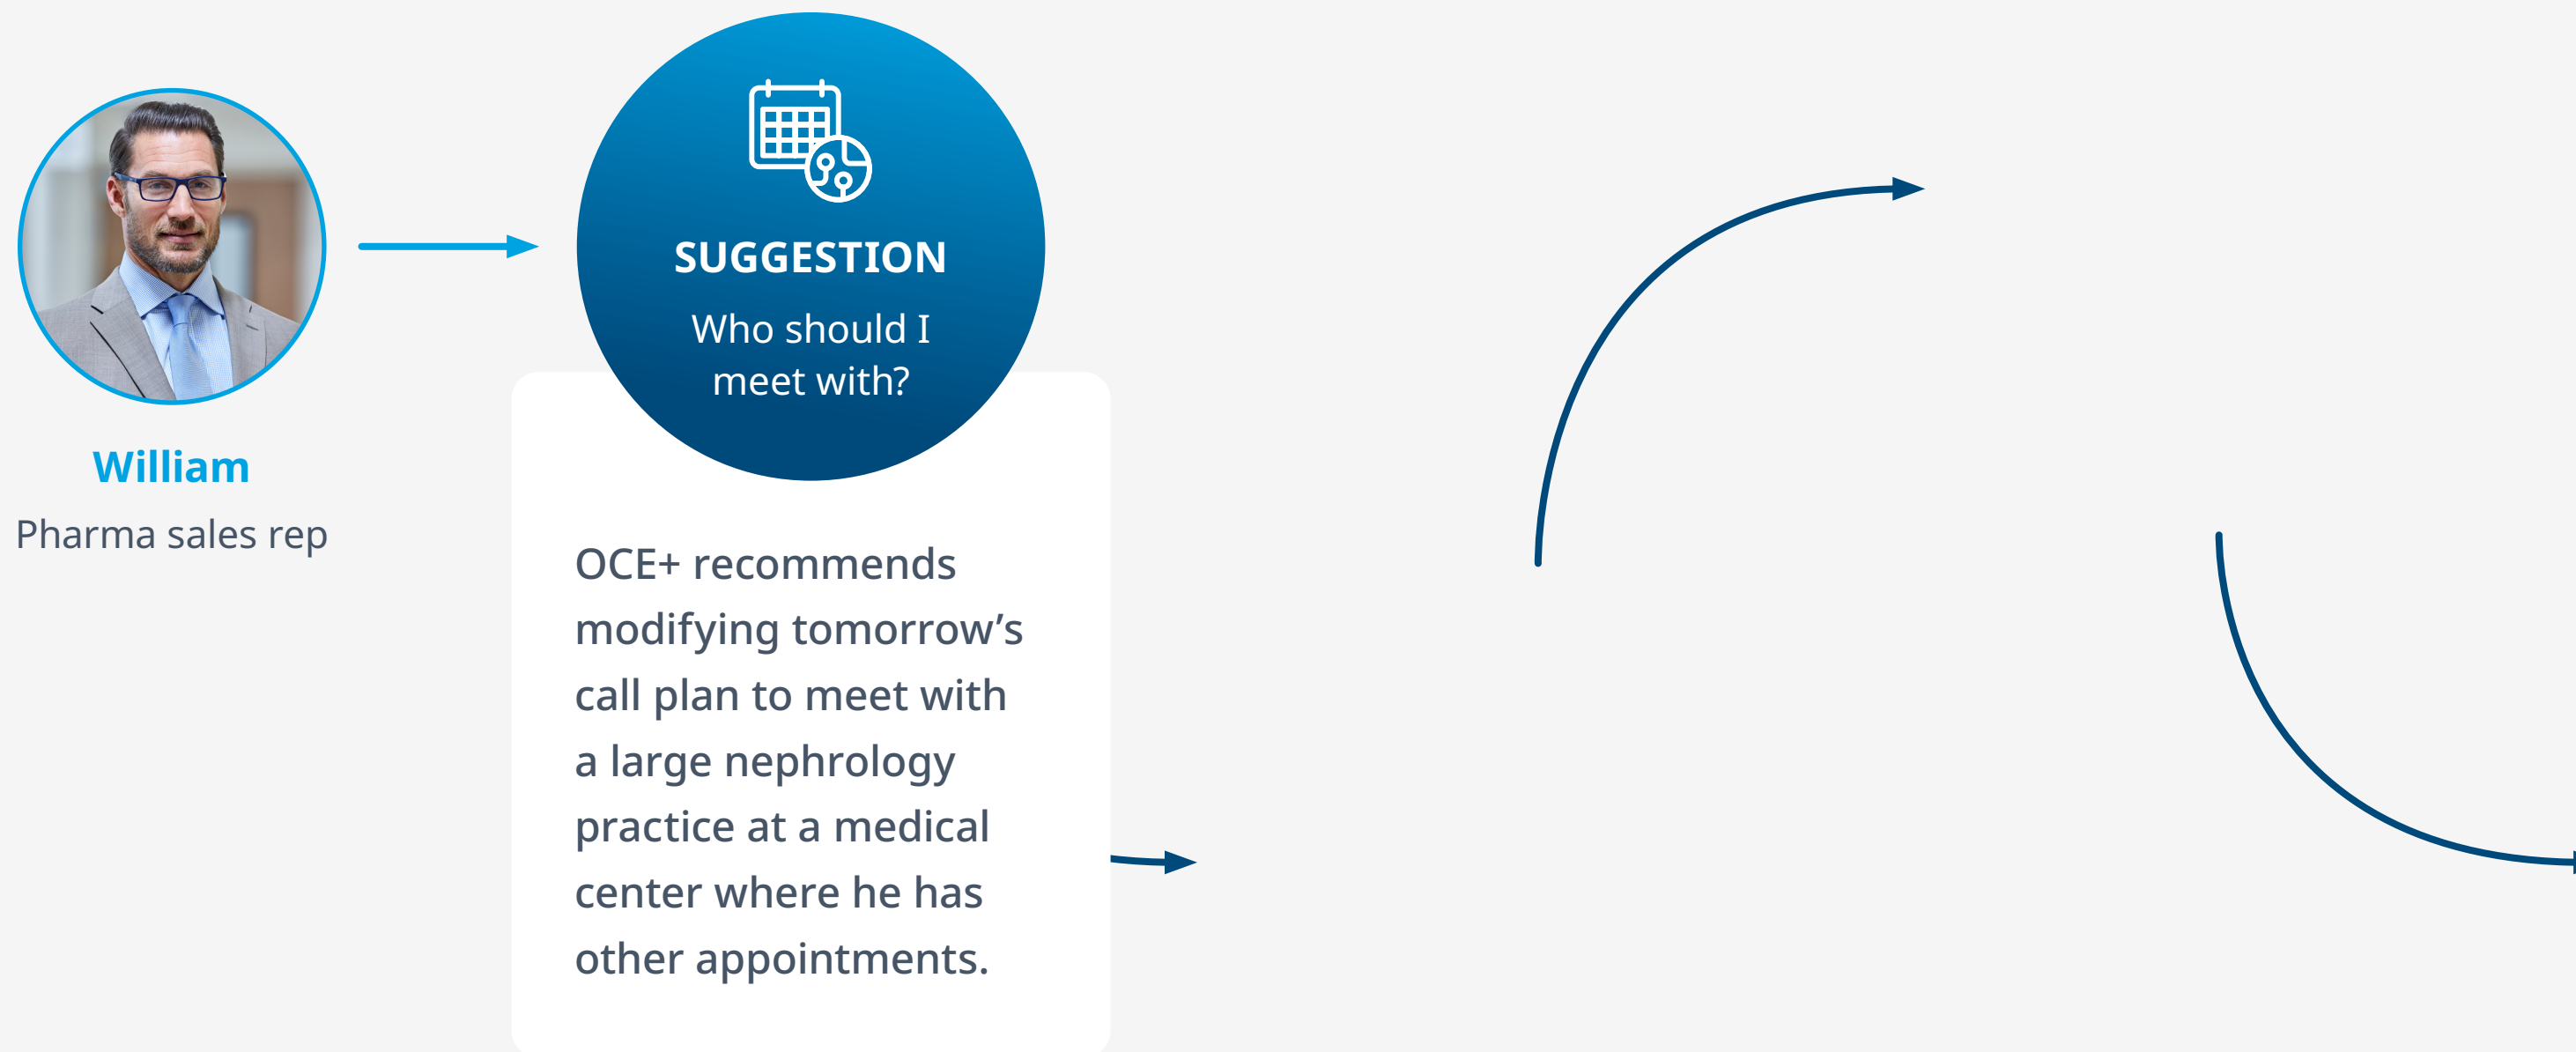 William
Pharma sales rep
SUGGESTION
Who should I
meet with?
OCE+ recommends
modifying tomorrow’s
call plan to meet with
a large nephrology
practice at a medical
center where he has
other appointments.